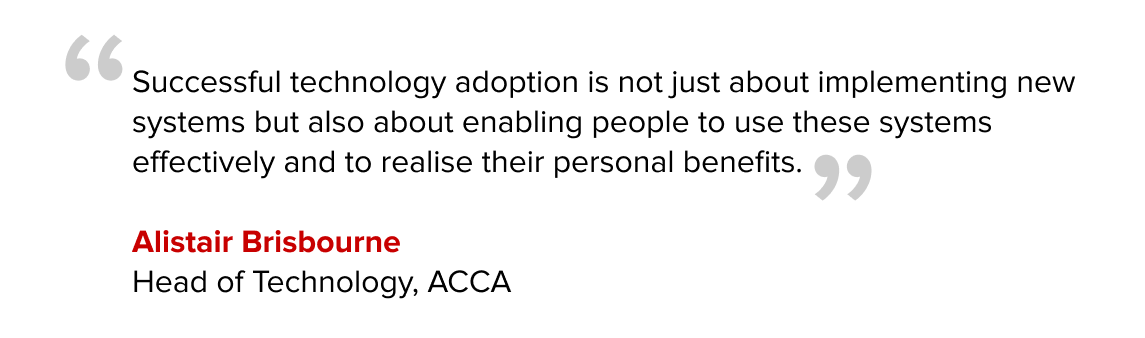 “Successful technology adoption is not just about implementing new
systems but also about enabling people to use these systems
effectively and to realise their personal benefits.”
Alistair Brisbourne
Head of Technology, ACCA